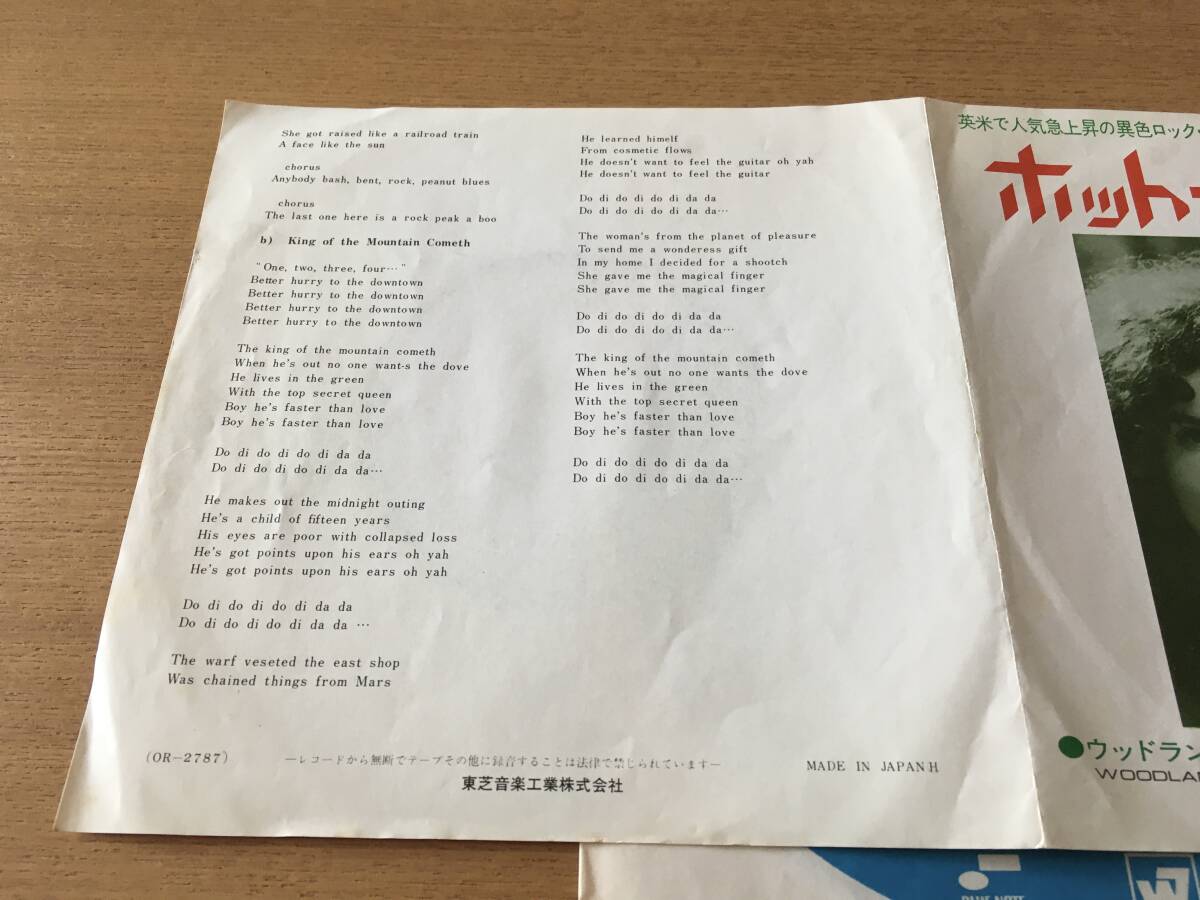 She got raised like a railroad train
A face like the sun
chorus
Anybody bash, bent, rock, peanut blues
chorus
The last one here is a rock peak a boo
b) King of the Mountain Cometh
"One, two, three, four…"
Better hurry to the downtown
Better hurry to the downtown
Better hurry to the downtown
Better hurry to the downtown
The king of the mountain cometh
When he's out no one want-s the dove
He lives in the green
With the top secret queen
Boy he's faster than love
Boy he's faster than love
Do di do di do di da da
Do di do di do di da da…
He makes out the midnight outing
He's a child of fifteen years
His eyes are poor with collapsed loss
He's got points upon his ears oh yah
He's got points upon his ears oh yah
Do di do di do di da da
Do di do di do di da da …
The warf veseted the east shop
Was chained things from Mars
He learned himelf
From cosmetic flows
He doesn't want to feel the guitar oh yah
He doesn't want to feel the guitar
Do di do di do di da da
Do di do di do di da da…
The woman's from the planet of pleasure
To send me a wonderess gift
In my home I decided for a shootch
She gave me the magical finger
She gave me the magical finger
Do di do di do di da da
Do di do di do di da da…
The king of the mountain cometh
When he's out no one wants the dove
He lives in the green
With the top secret queen
Boy he's faster than love
Boy he's faster than love
Do di do di do di da da
Do di do di do di da da…
(OR-2787)
―レコードから無断でテープその他に録音することは法律で禁じられています―
東芝音楽工業株式会社
MADE IN JAPAN H
英米で人気急上昇の異色ロック・
ホット
●ウッドラン
WOODLA
BLUE NOTE